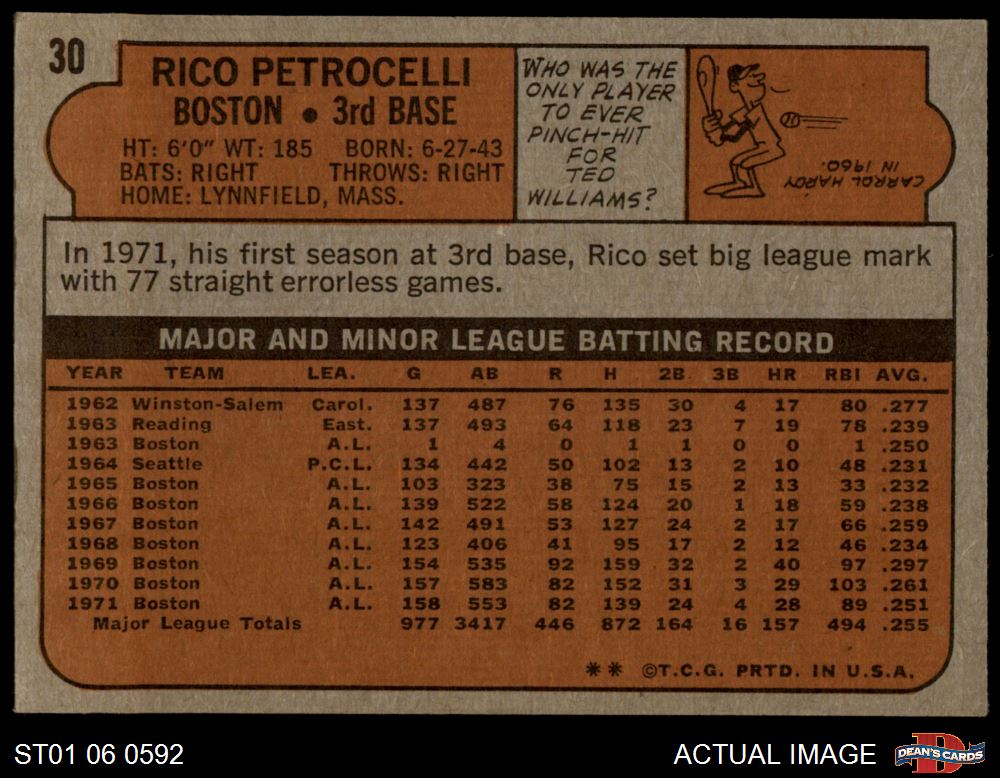 30
RICO PETROCELLI
BOSTON • 3rd BASE
HT: 6'0" WT: 185 BORN: 6-27-43
BATS: RIGHT THROWS: RIGHT
HOME: LYNNFIELD, MASS.
WHO WAS THE
ONLY PLAYER
TO EVER
PINCH-HIT
FOR
TED
WILLIAMS?
CARROL HARDY
IN 1960.
In 1971, his first season at 3rd base, Rico set big league mark
with 77 straight errorless games.
MAJOR AND MINOR LEAGUE BATTING RECORD
YEAR TEAM LEA. G AB R H 2B 3B HR RBI AVG.
1962 Winston-Salem Carol. 137 487 76 135 30 4 17 80 .277
1963 Reading East. 137 493 64 118 23 7 19 78 .239
1963 Boston A.L. 1 4 0 1 1 0 0 1 .250
1964 Seattle P.C.L. 134 442 50 102 13 2 10 48 .231
1965 Boston A.L. 103 323 38 75 15 2 13 33 .232
1966 Boston A.L. 139 522 58 124 20 1 18 59 .238
1967 Boston A.L. 142 491 53 127 24 2 17 66 .259
1968 Boston A.L. 123 406 41 95 17 2 12 46 .234
1969 Boston A.L. 154 535 92 159 32 2 40 97 .297
1970 Boston A.L. 157 583 82 152 31 3 29 103 .261
1971 Boston A.L. 158 553 82 139 24 4 28 89 .251
Major League Totals 977 3417 446 872 164 16 157 494 .255
** ©T.C.G. PRTD. IN U.S.A.
ST01 06 0592
ACTUAL IMAGE
DEAN'S CARDS